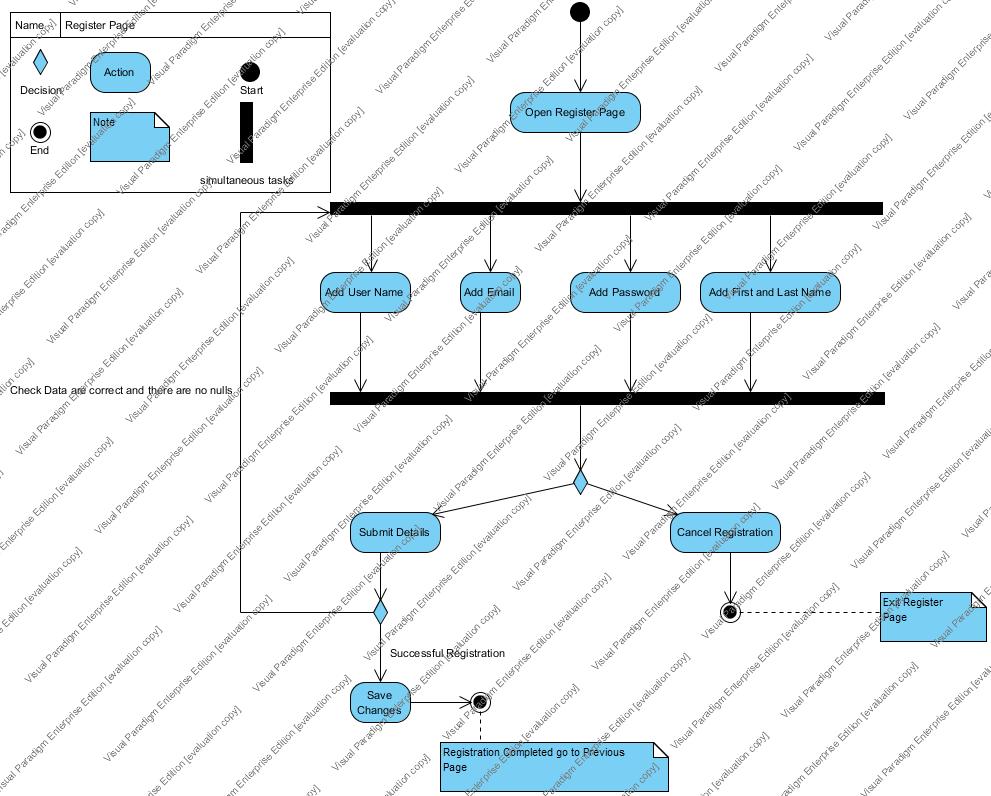 Name
Register Page
Decision
Action
Start
End
Note
simultaneous tasks
Open Register Page
Add User Name
Add Email
Add Password
Add First and Last Name
Check Data are correct and there are no nulls
Submit Details
Cancel Registration
Exit Register
Page
Successful Registration
Save
Changes
Registration Completed go to Previous
Page
Visual Paradigm Enterprise Edition [evaluation copy]